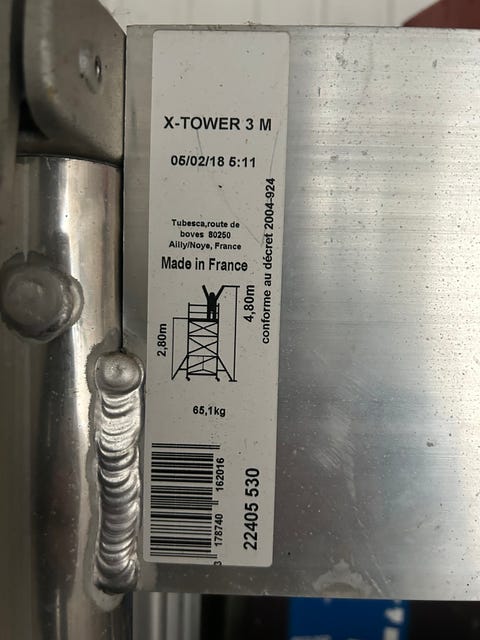 X-TOWER 3 M
05/02/18 5:11
Tubesca,route de
boves 80250
Ailly/Noye, France
Made in France
conforme au décret 2004-924
2,80m
4,80m
65,1kg
3 178740 162016
22405 530